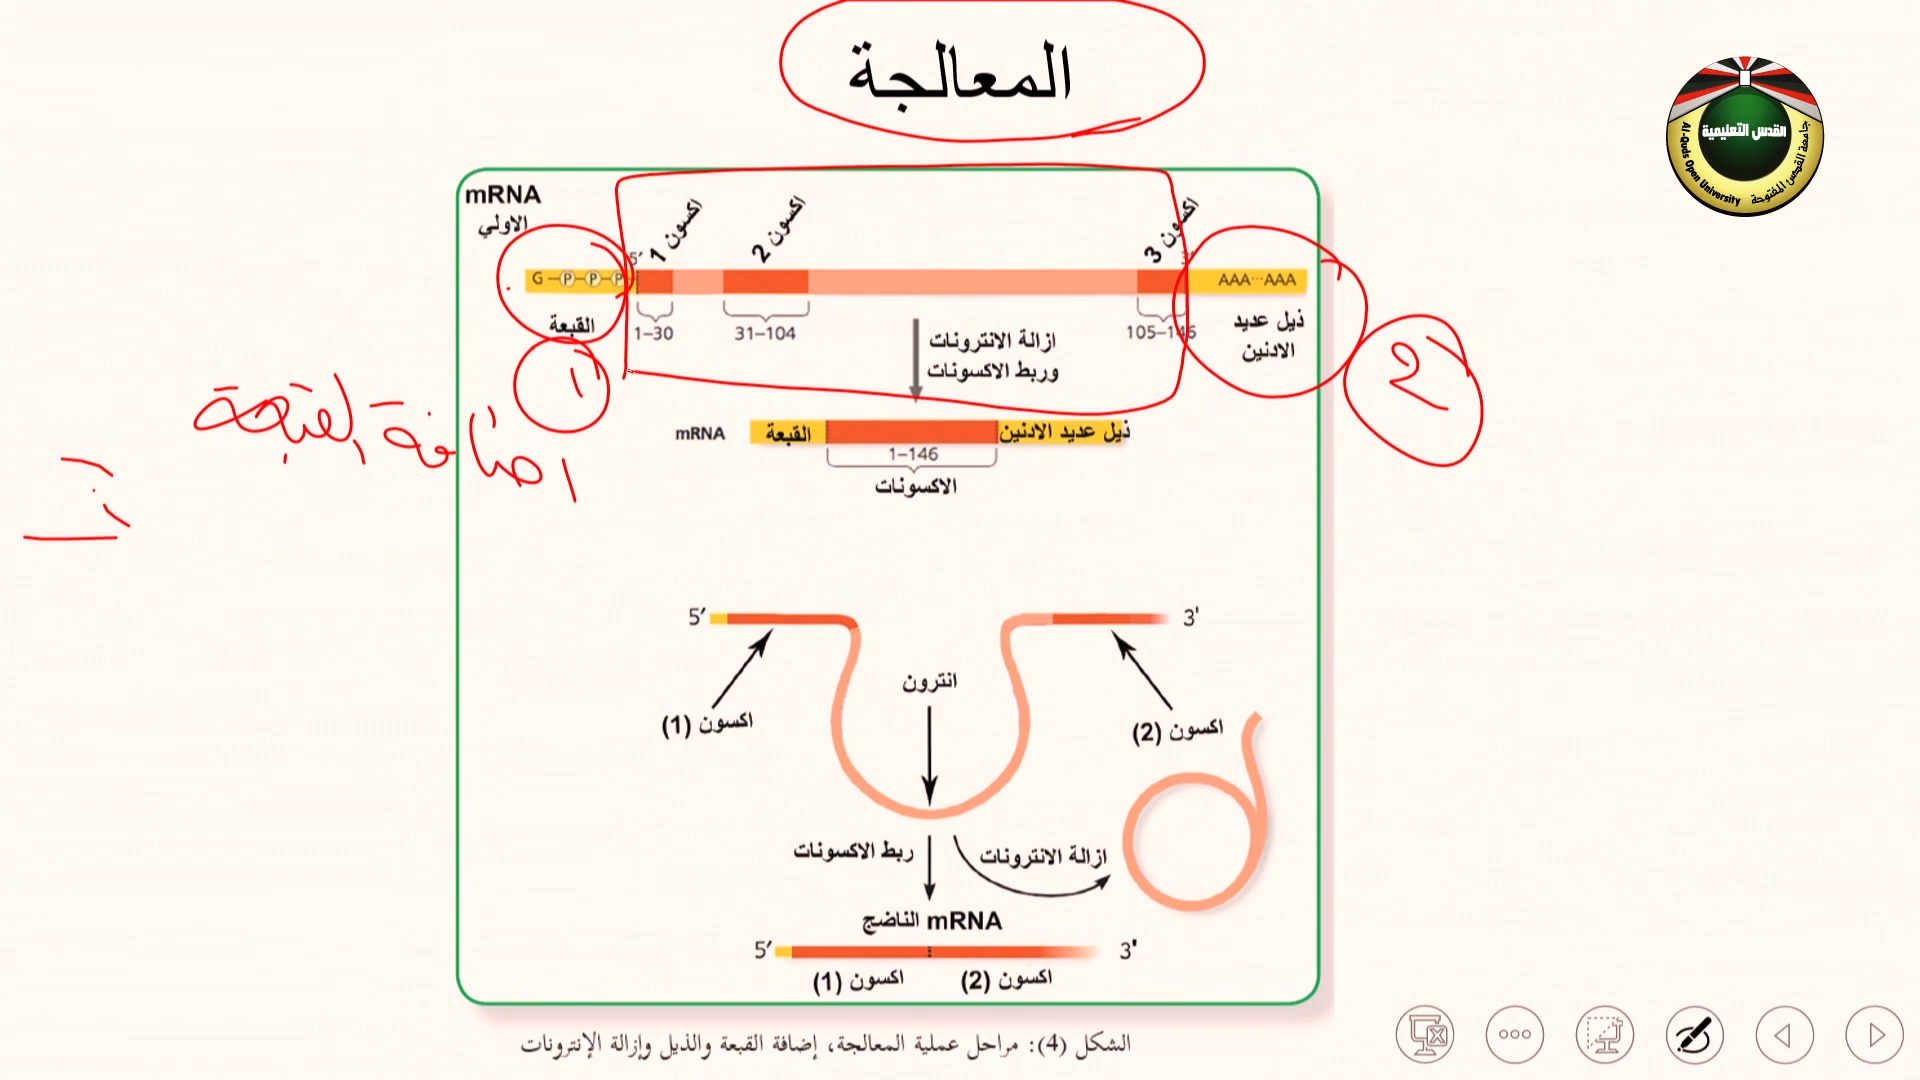 المعالجة
القدس التعليمية
جامعة القدس المفتوحة
Al-Quds Open University
mRNA
الاولي
اكسون 1
اكسون 2
اكسون 3
5′
3′
G P P P
AAA···AAA
القبعة
1–30
31–104
105–146
ذيل عديد
الادنين
ازالة الانترونات
وربط الاكسونات
1
2
اضافة القبعة
mRNA
القبعة
ذيل عديد الادنين
1–146
الاكسونات
5′
3'
انترون
اكسون (1)
اكسون (2)
ربط الاكسونات
ازالة الانترونات
mRNA الناضج
5′
3'
اكسون (1)
اكسون (2)
الشكل (4): مراحل عملية المعالجة، إضافة القبعة والذيل وإزالة الإنترونات